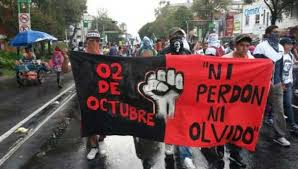 02
DE
OCTUBRE
"NI
PERDON
NI
OLVIDO"